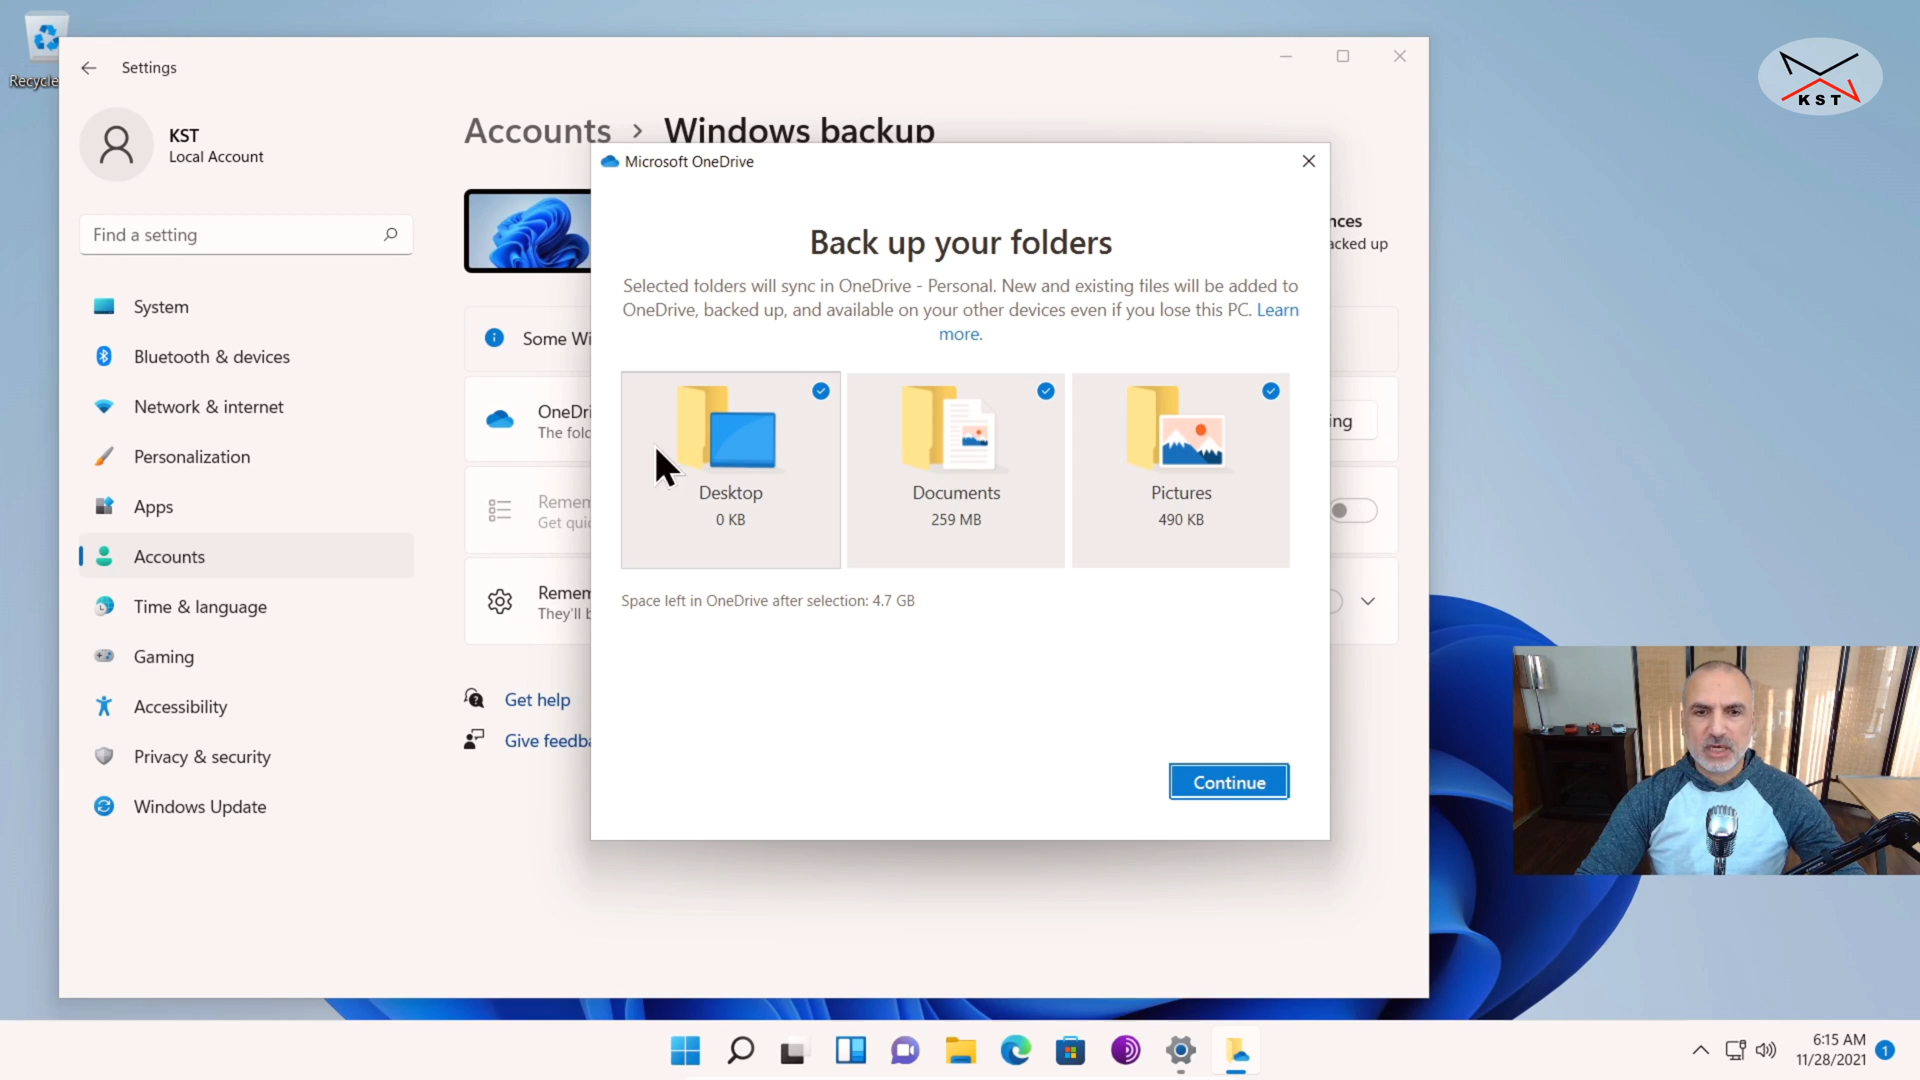 Recycle
Settings
KST
Local Account
Find a setting
System
Bluetooth & devices
Network & internet
Personalization
Apps
Accounts
Time & language
Gaming
Accessibility
Privacy & security
Windows Update
Accounts › Windows backup
acked up
Some Wi
OneDri
The fold
Get quic
They'll b
Get help
Give feedba
Microsoft OneDrive
Back up your folders
Selected folders will sync in OneDrive - Personal. New and existing files will be added to
OneDrive, backed up, and available on your other devices even if you lose this PC. Learn
more.
Desktop
0 KB
Documents
259 MB
Pictures
490 KB
Space left in OneDrive after selection: 4.7 GB
Continue
KST
6:15 AM
11/28/2021
1